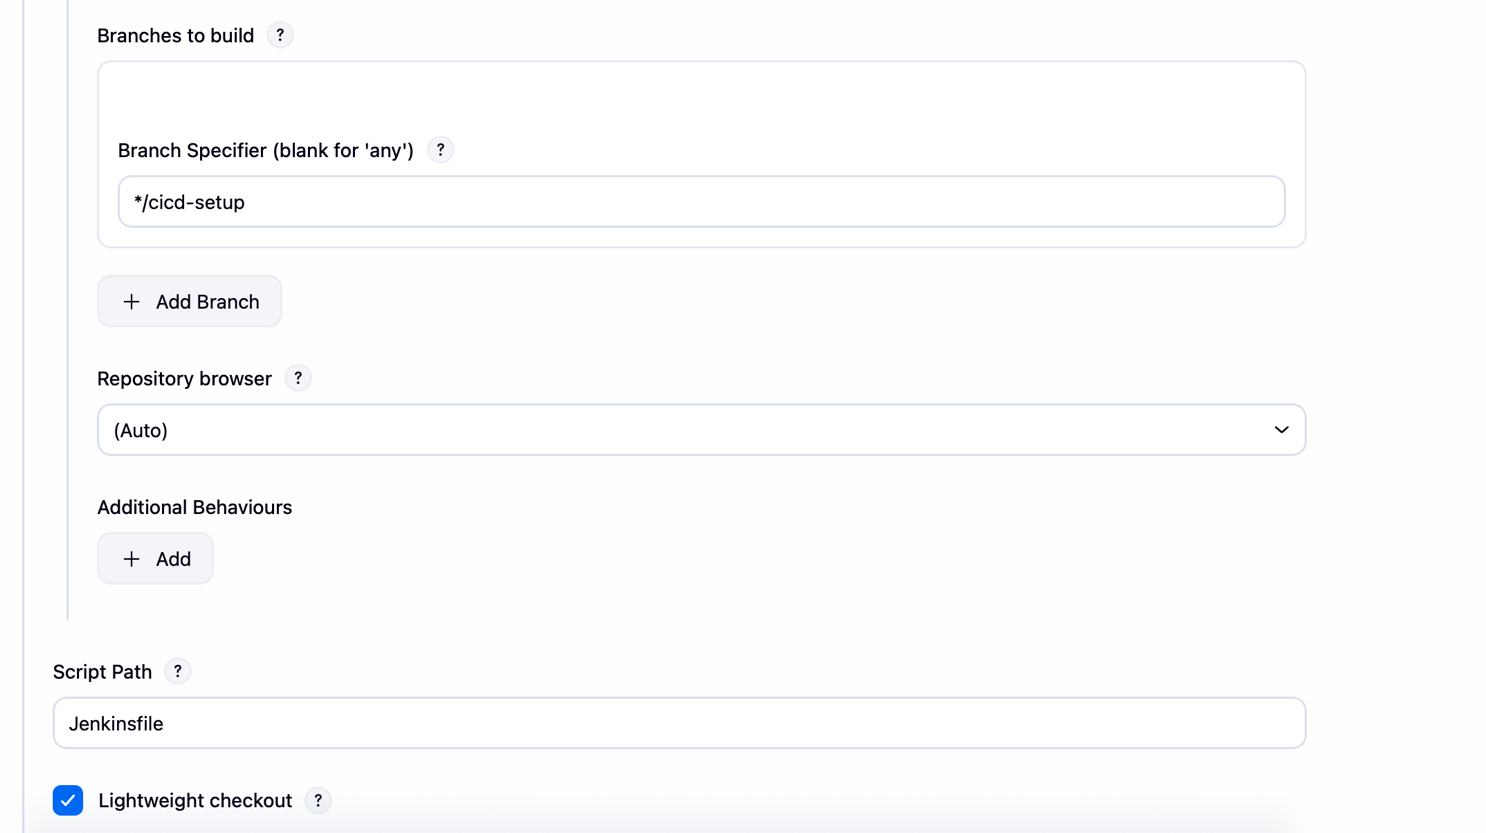 Branches to build ?
Branch Specifier (blank for 'any') ?
*/cicd-setup
+ Add Branch
Repository browser ?
(Auto)
Additional Behaviours
+ Add
Script Path ?
Jenkinsfile
Lightweight checkout ?